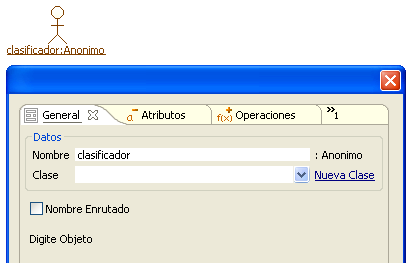 clasificador:Anonimo
General
Atributos
f(x) Operaciones
»1
Datos
Nombre clasificador : Anonimo
Clase Nueva Clase
Nombre Enrutado
Digite Objeto